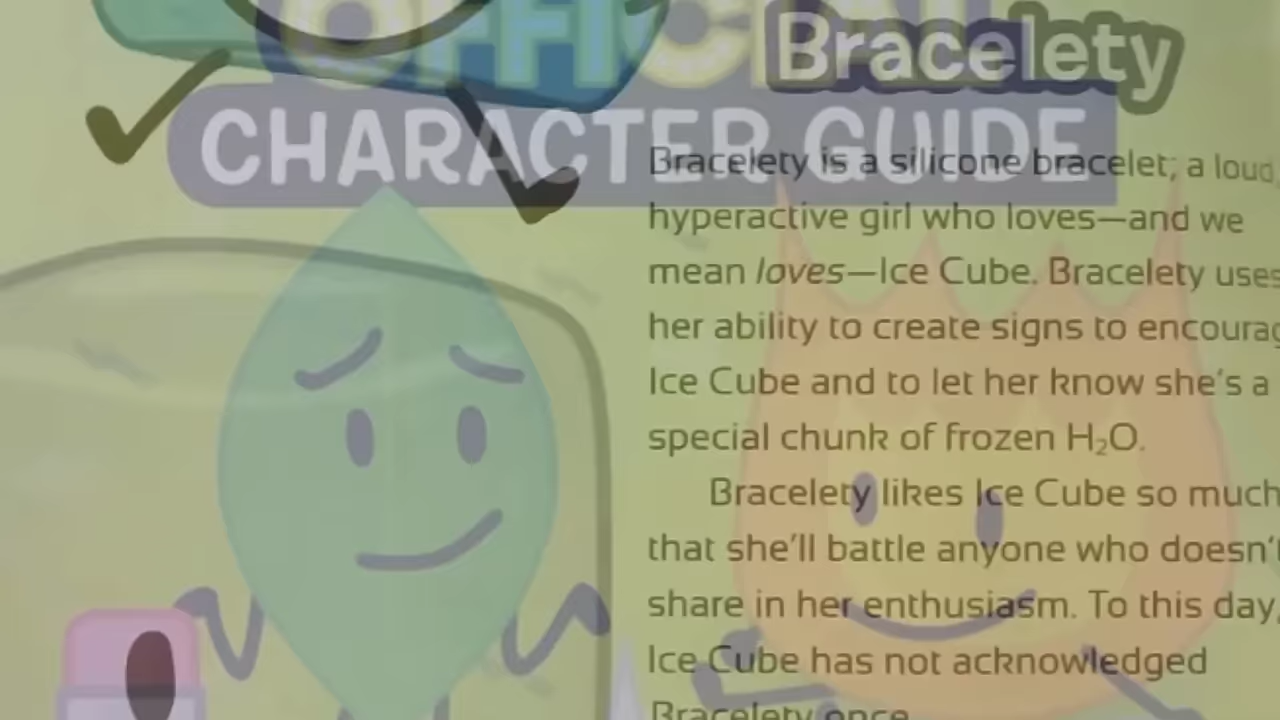 OFFICIAL
Bracelety
CHARACTER GUIDE
Bracelety is a silicone bracelet; a loud,
hyperactive girl who loves—and we
mean loves—Ice Cube. Bracelety uses
her ability to create signs to encourag
Ice Cube and to let her know she's a
special chunk of frozen H₂O.
Bracelety likes Ice Cube so much
that she'll battle anyone who doesn't
share in her enthusiasm. To this day,
Ice Cube has not acknowledged
Bracelety once.